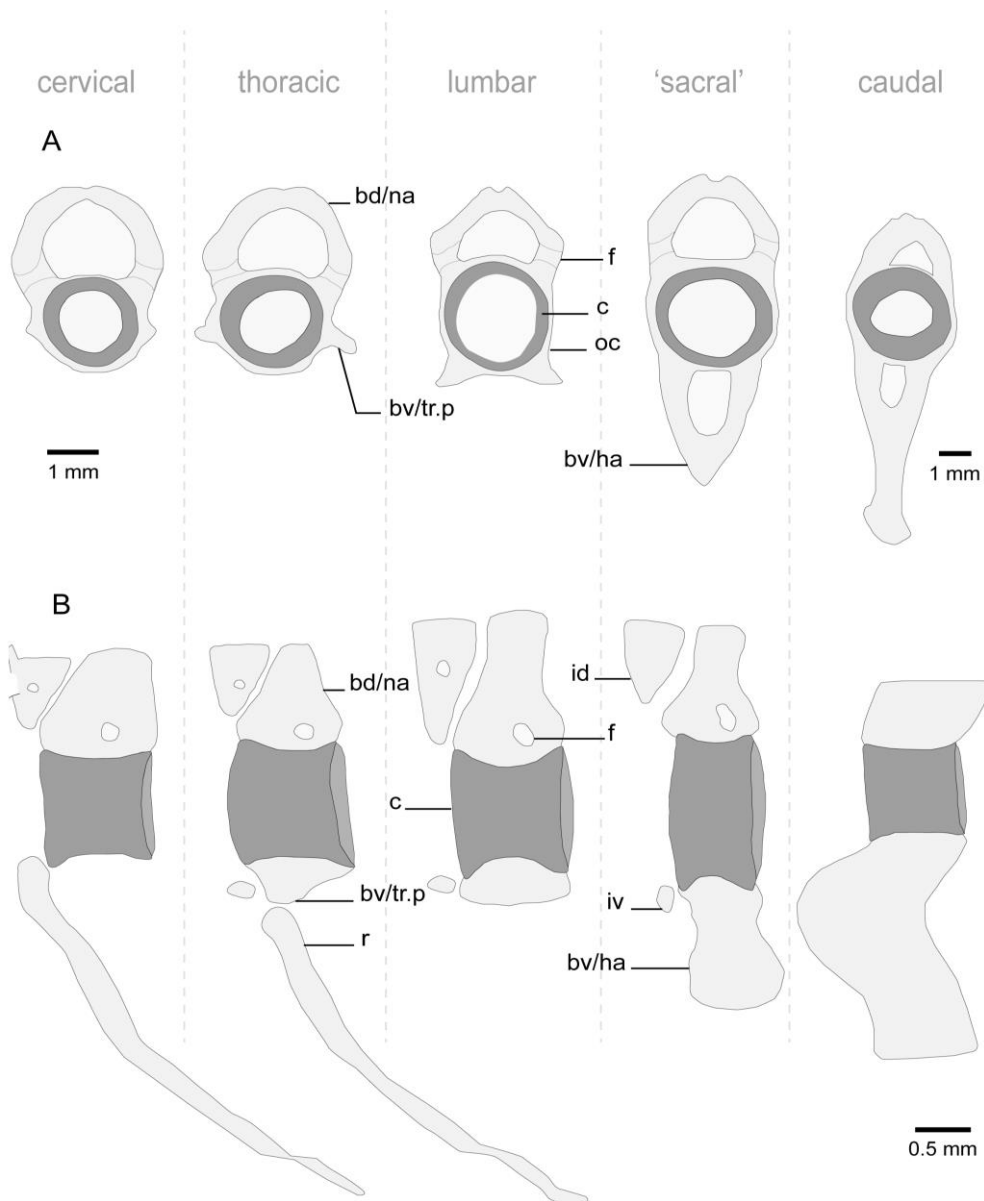 cervical thoracic lumbar 'sacral' caudal
A
bd/na
f
c
oc
bv/tr.p
bv/ha
1 mm 1 mm
B
id
bd/na
f
c
bv/tr.p
iv
r
bv/ha
0.5 mm